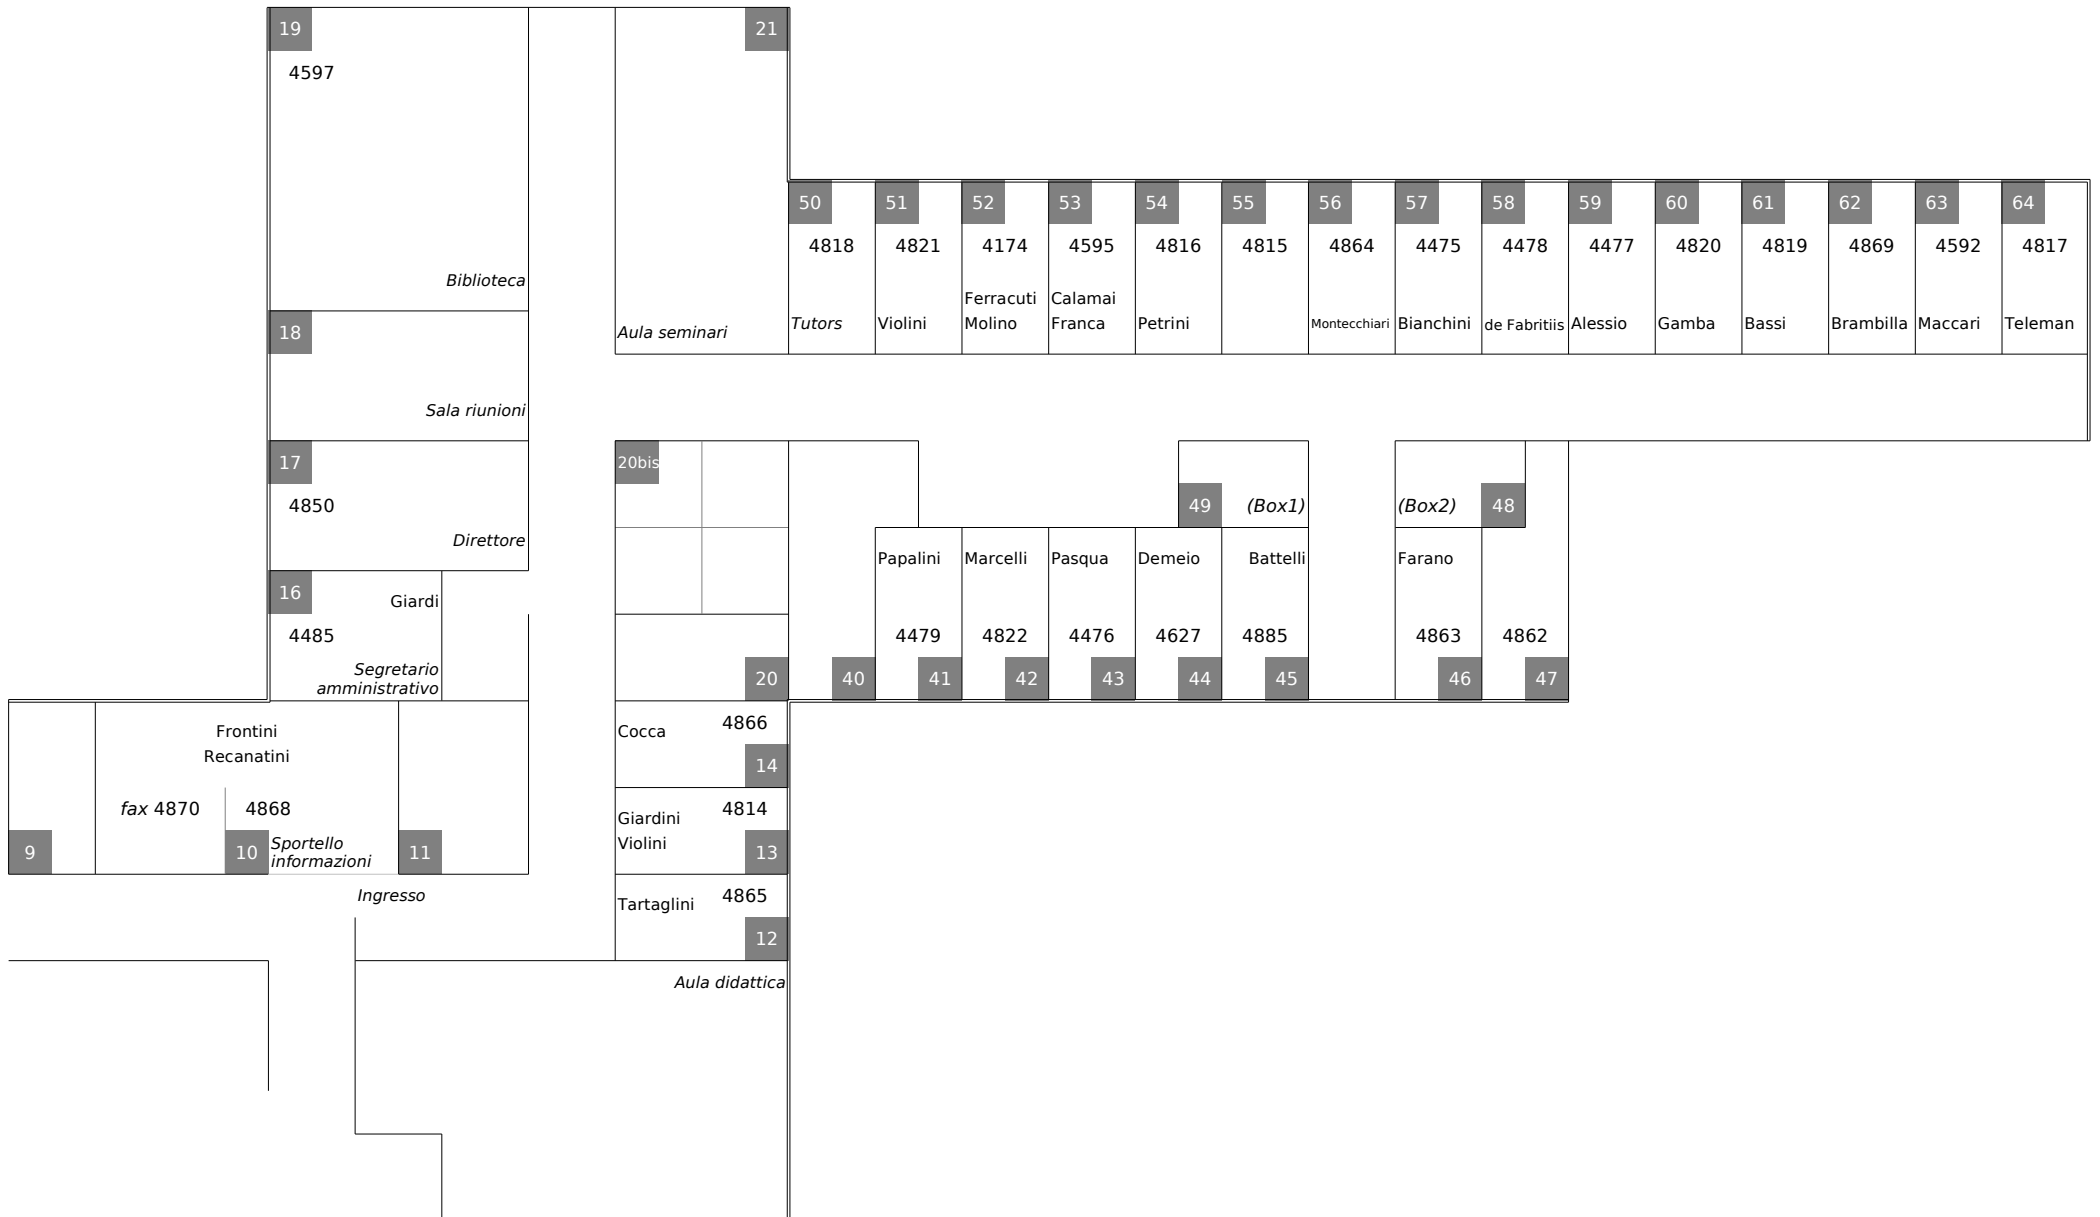 19
4597
Biblioteca
21
Aula seminari
18
Sala riunioni
17
4850
Direttore
16
Giardi
4485
Segretario
amministrativo
50
4818
Tutors
51
4821
Violini
52
4174
Ferracuti
Molino
53
4595
Calamai
Franca
54
4816
Petrini
55
4815
56
4864
Montecchiari
57
4475
Bianchini
58
4478
de Fabritiis
59
4477
Alessio
60
4820
Gamba
61
4819
Bassi
62
4869
Brambilla
63
4592
Maccari
64
4817
Teleman
20bis
20
40
Papalini
4479
41
Marcelli
4822
42
Pasqua
4476
43
Demeio
4627
44
49
(Box1)
Battelli
4885
45
(Box2)
48
Farano
4863
46
4862
47
9
Frontini
Recanatini
fax 4870
4868
10
Sportello
informazioni
11
Ingresso
Cocca
4866
14
Giardini
Violini
4814
13
Tartaglini
4865
12
Aula didattica